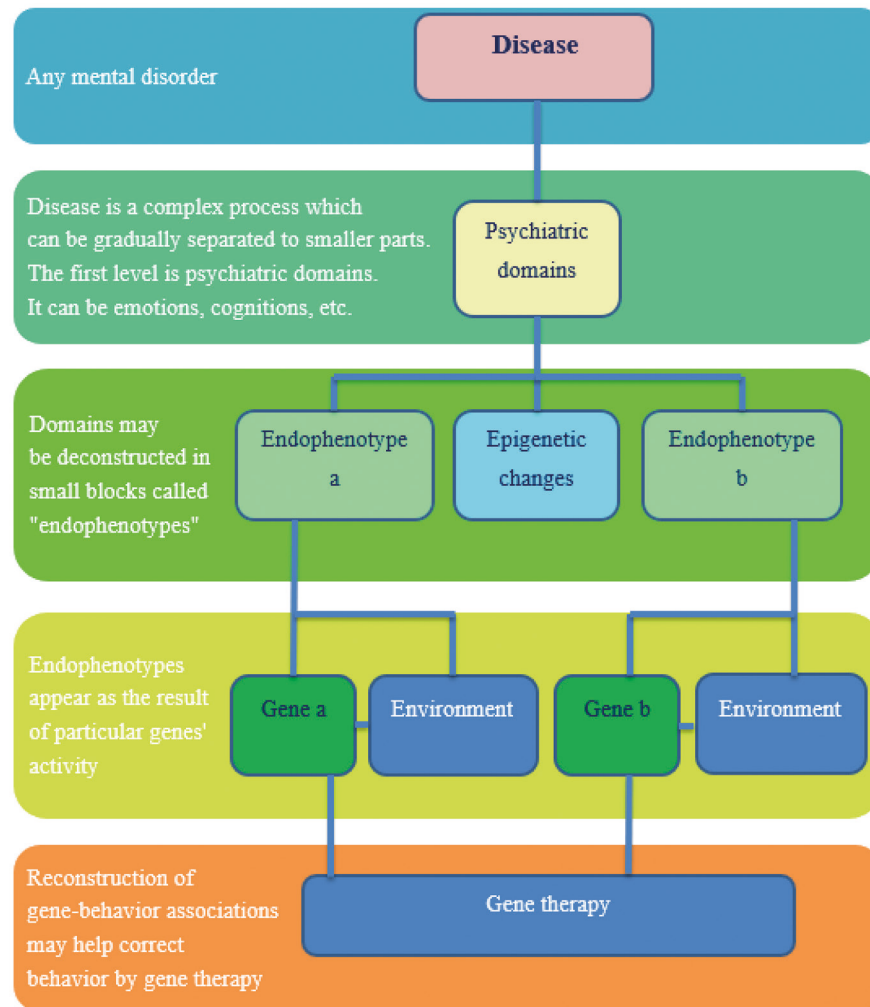 Disease
Any mental disorder
Disease is a complex process which
can be gradually separated to smaller parts.
The first level is psychiatric domains.
It can be emotions, cognitions, etc.
Psychiatric
domains
Domains may
be deconstructed in
small blocks called
"endophenotypes"
Endophenotype
a
Epigenetic
changes
Endophenotype
b
Endophenotypes
appear as the result
of particular genes'
activity
Gene a
Environment
Gene b
Environment
Reconstruction of
gene-behavior associations
may help correct
behavior by gene therapy
Gene therapy